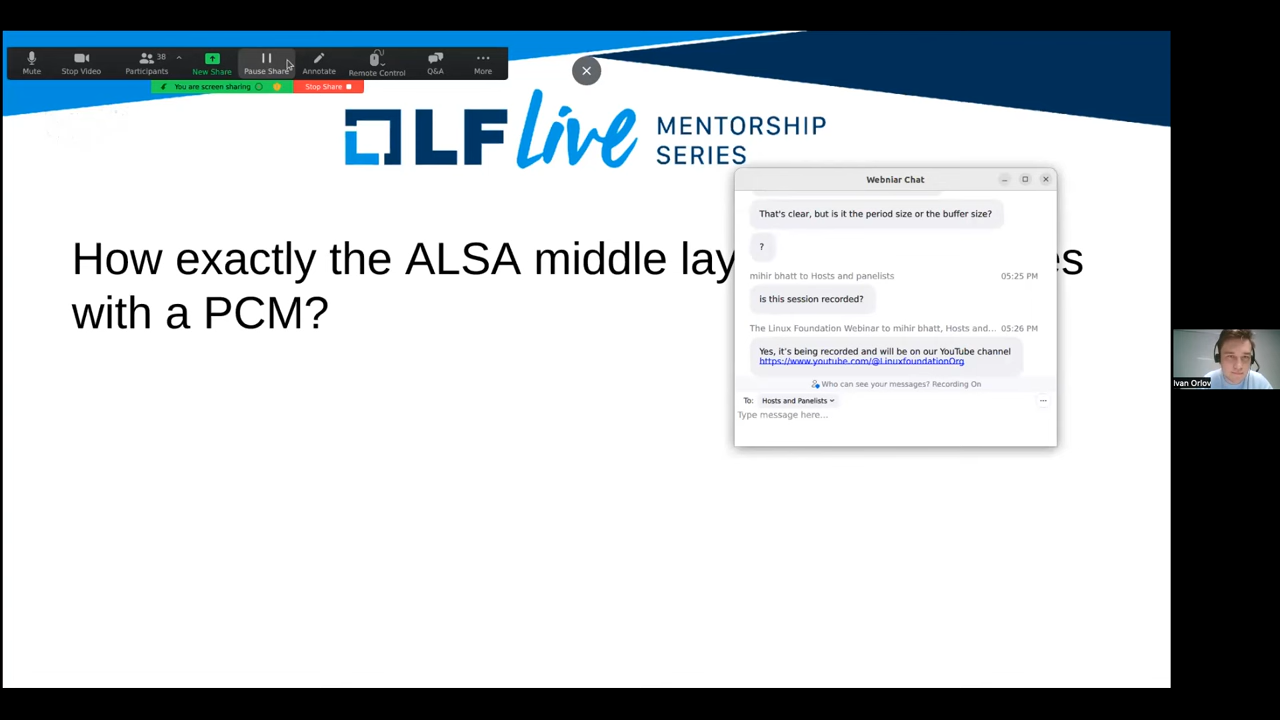 Mute
Stop Video
38
Participants
New Share
Pause Share
Annotate
Remote Control
Q&A
More
You are screen sharing
Stop Share
LF live MENTORSHIP
SERIES
Webniar Chat
That's clear, but is it the period size or the buffer size?
?
mihir bhatt to Hosts and panelists 05:25 PM
is this session recorded?
The Linux Foundation Webinar to mihir bhatt, Hosts and... 05:26 PM
Yes, it's being recorded and will be on our YouTube channel
https://www.youtube.com/@LinuxfoundationOrg
Who can see your messages? Recording On
To: Hosts and Panelists
Type message here...
How exactly the ALSA middle lay es
with a PCM?
Ivan Orlov